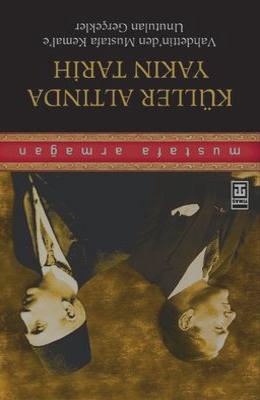 mustafa armağan
KÜLLER ALTINDA
YAKIN TARİH
Vahdettin'den Mustafa Kemal'e
Unutulan Gerçekler